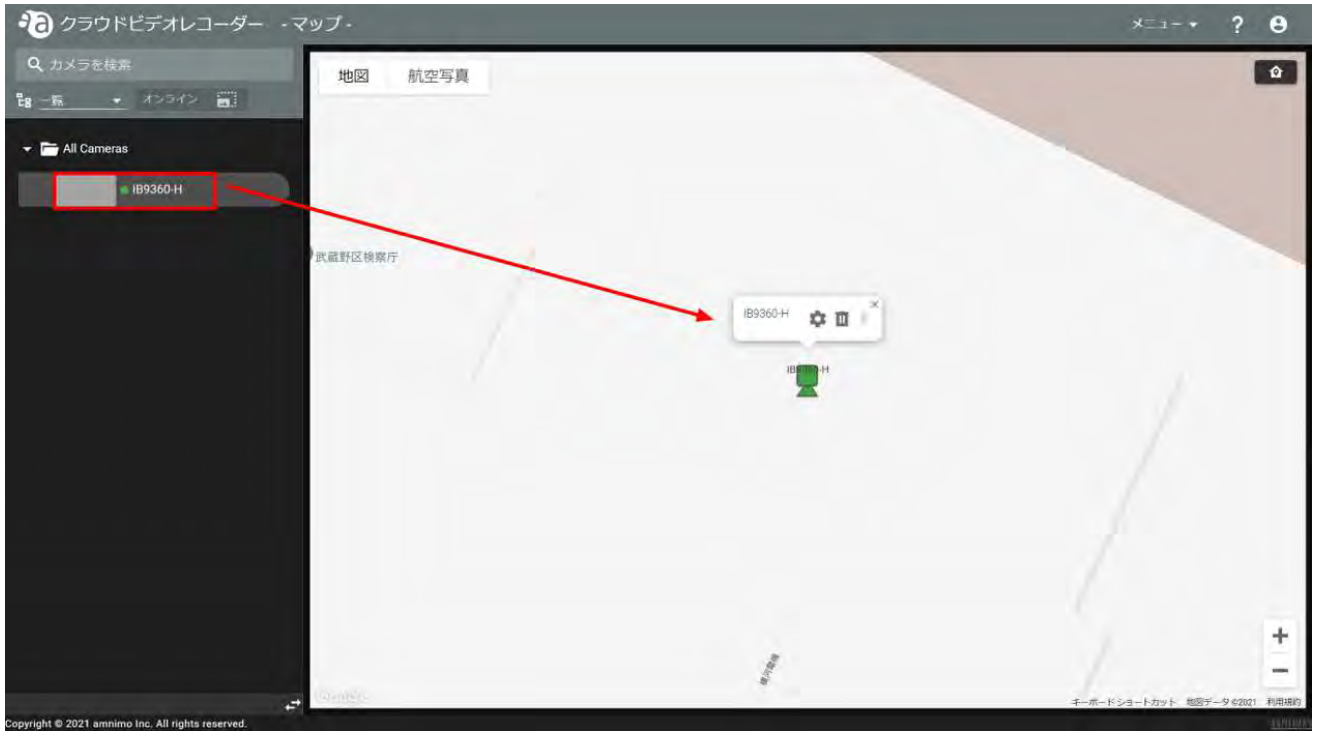 クラウドビデオレコーダー - マップ -
メニュー
?
カメラを検索
一覧
オンライン
All Cameras
IB9360-H
地図
航空写真
武蔵野区検察庁
IB9360-H
キーボード ショートカット
地図データ ©2021
利用規約
Copyright © 2021 amnimo Inc. All rights reserved.